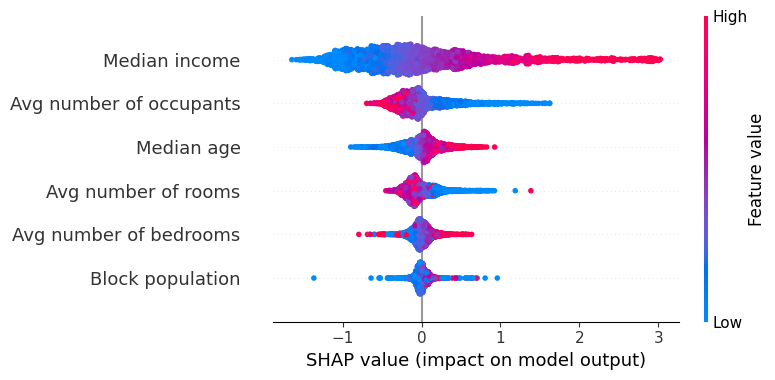 High
Median income
Avg number of occupants
Median age
Avg number of rooms
Avg number of bedrooms
Block population
Feature value
Low
−1 0 1 2 3
SHAP value (impact on model output)